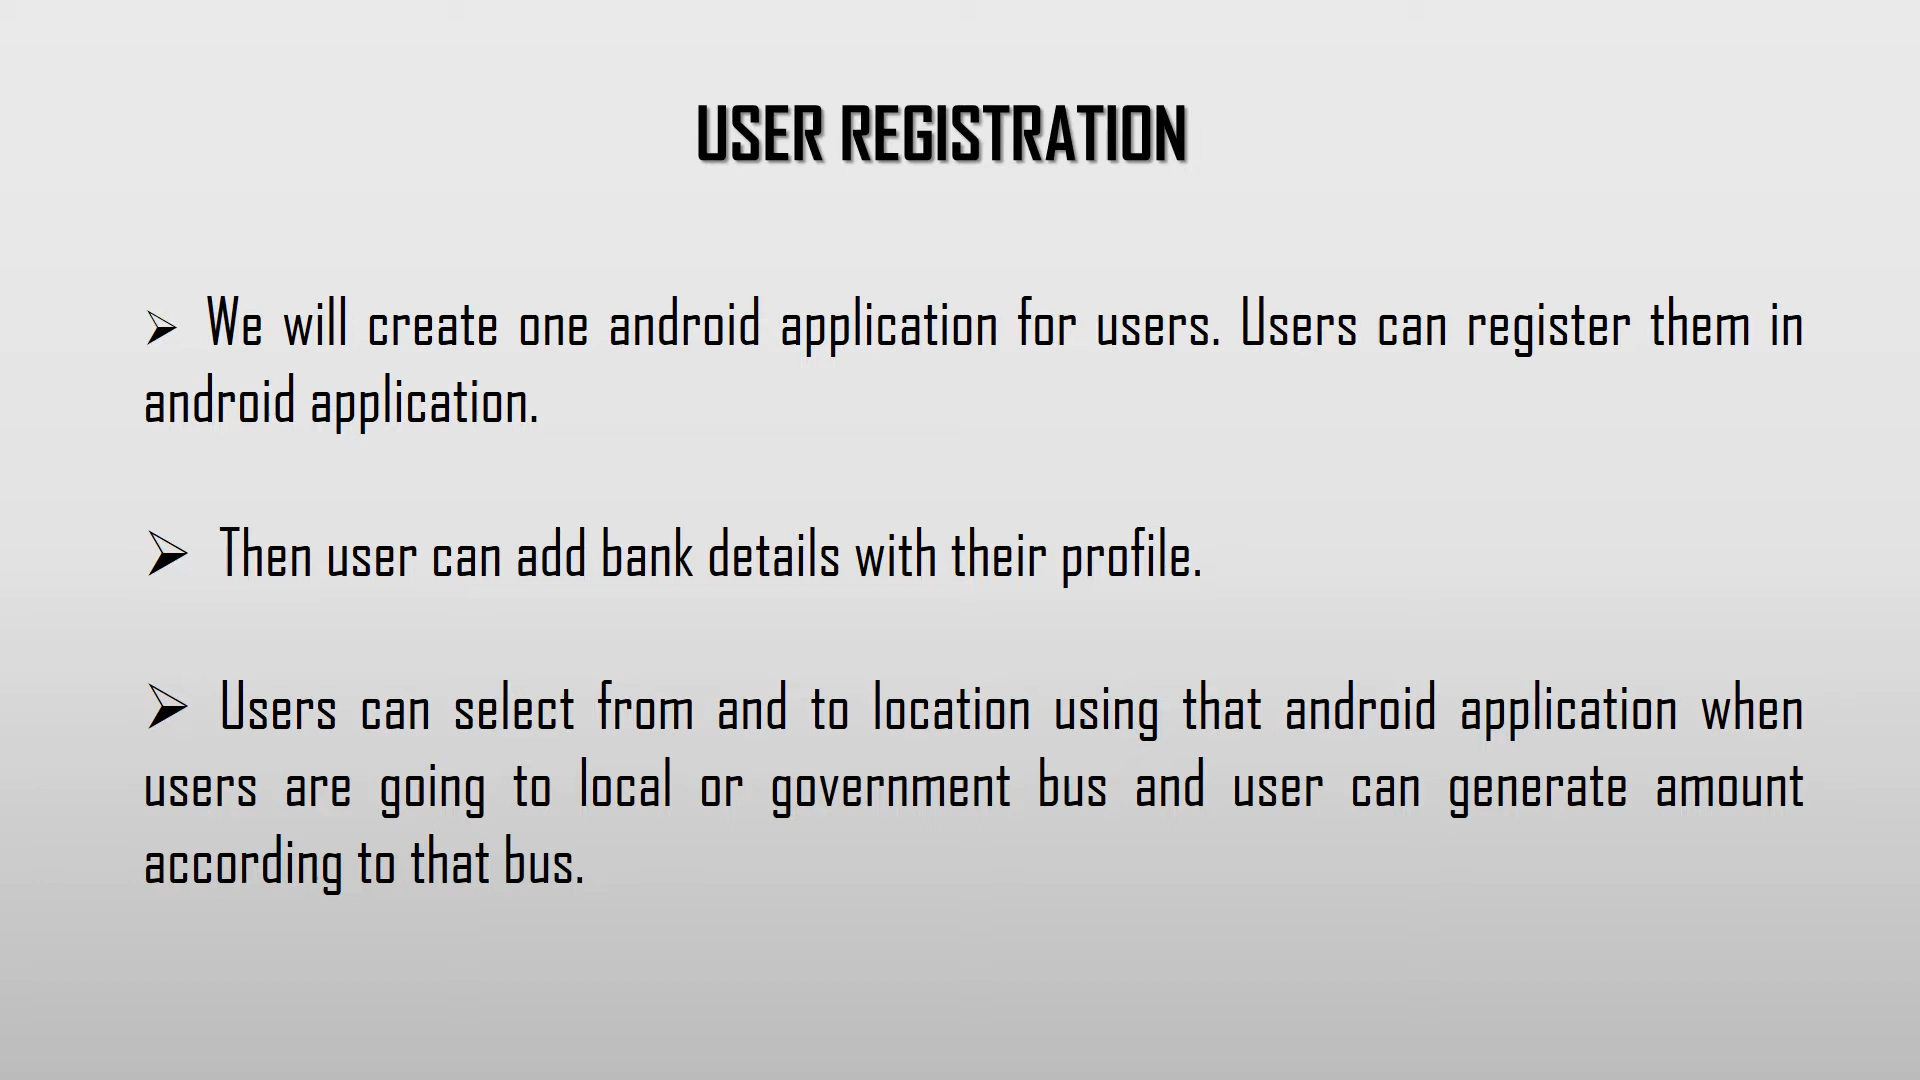 USER REGISTRATION
➢ We will create one android application for users. Users can register them in
android application.
➢ Then user can add bank details with their profile.
➢ Users can select from and to location using that android application when
users are going to local or government bus and user can generate amount
according to that bus.